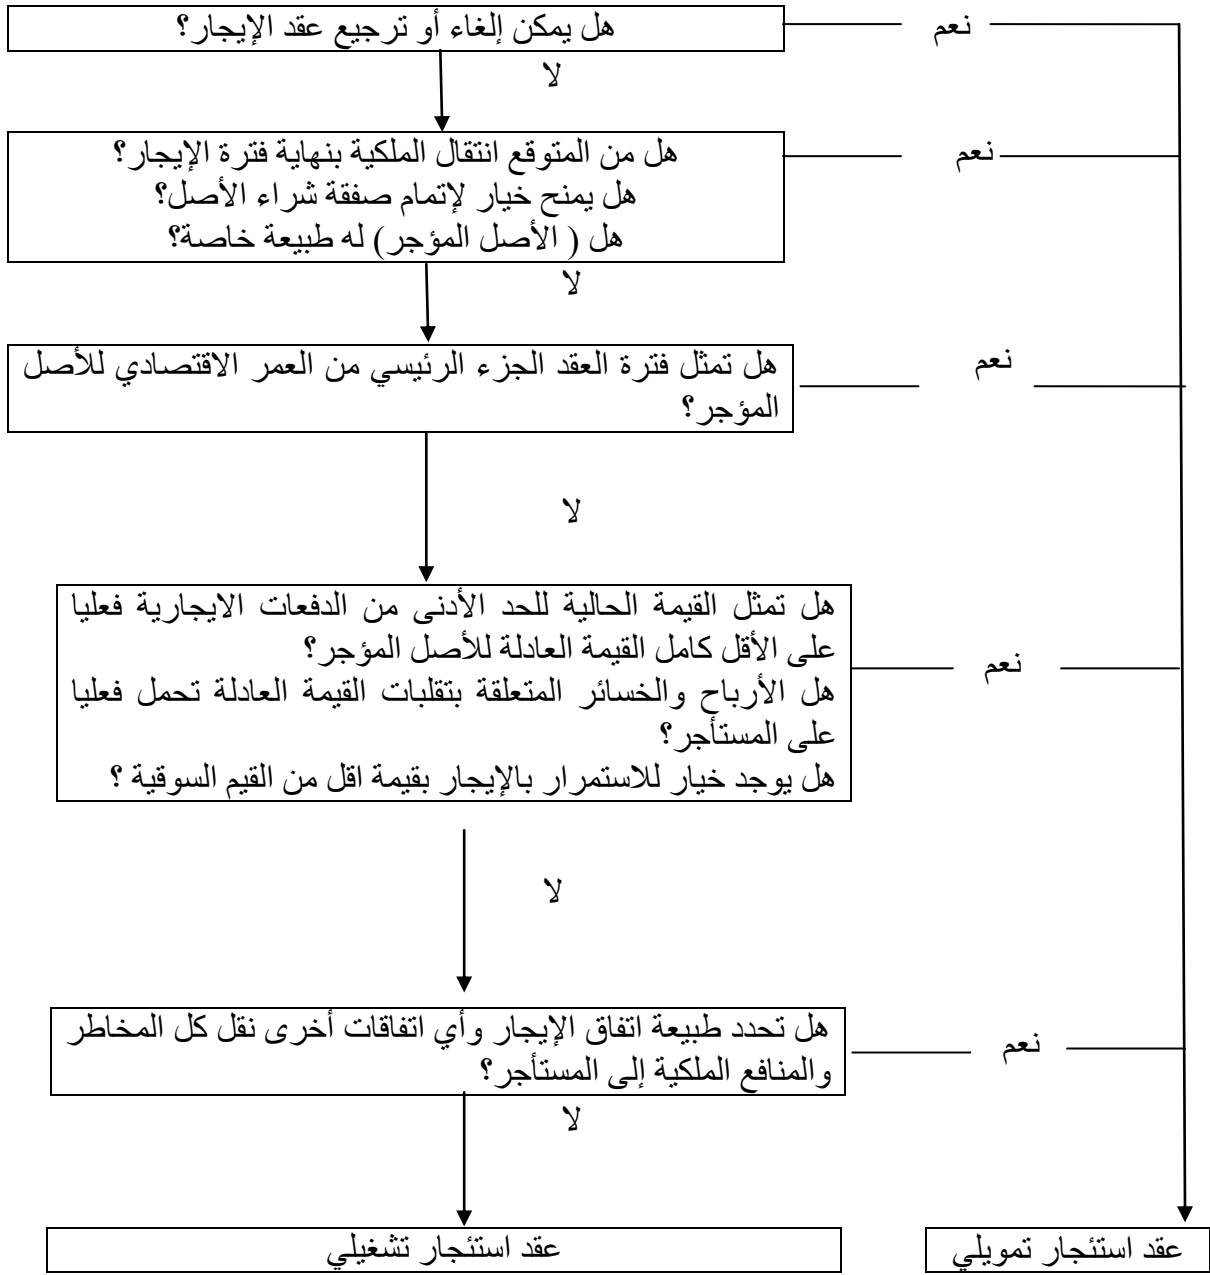 هل يمكن إلغاء أو ترجيع عقد الإيجار؟
نعم
لا
هل من المتوقع انتقال الملكية بنهاية فترة الإيجار؟
هل يمنح خيار لإتمام صفقة شراء الأصل؟
هل ( الأصل المؤجر) له طبيعة خاصة؟
نعم
لا
هل تمثل فترة العقد الجزء الرئيسي من العمر الاقتصادي للأصل
المؤجر؟
نعم
لا
هل تمثل القيمة الحالية للحد الأدنى من الدفعات الايجارية فعليا
على الأقل كامل القيمة العادلة للأصل المؤجر؟
هل الأرباح والخسائر المتعلقة بتقلبات القيمة العادلة تحمل فعليا
على المستأجر؟
هل يوجد خيار للاستمرار بالإيجار بقيمة اقل من القيم السوقية ؟
نعم
لا
هل تحدد طبيعة اتفاق الإيجار وأي اتفاقات أخرى نقل كل المخاطر
والمنافع الملكية إلى المستأجر؟
نعم
لا
عقد استئجار تمويلي
عقد استئجار تشغيلي